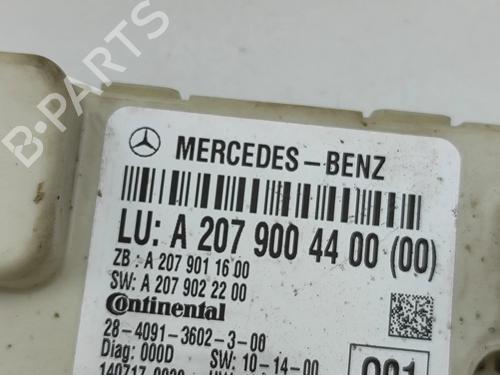 B-PARTS
MERCEDES-BENZ
LU: A 207 900 44 00 (00)
ZB : A 207 901 16 00
SW: A 207 902 22 00
Continental
28-4091-3602-3-00
Diag: 000D SW: 10-14-00